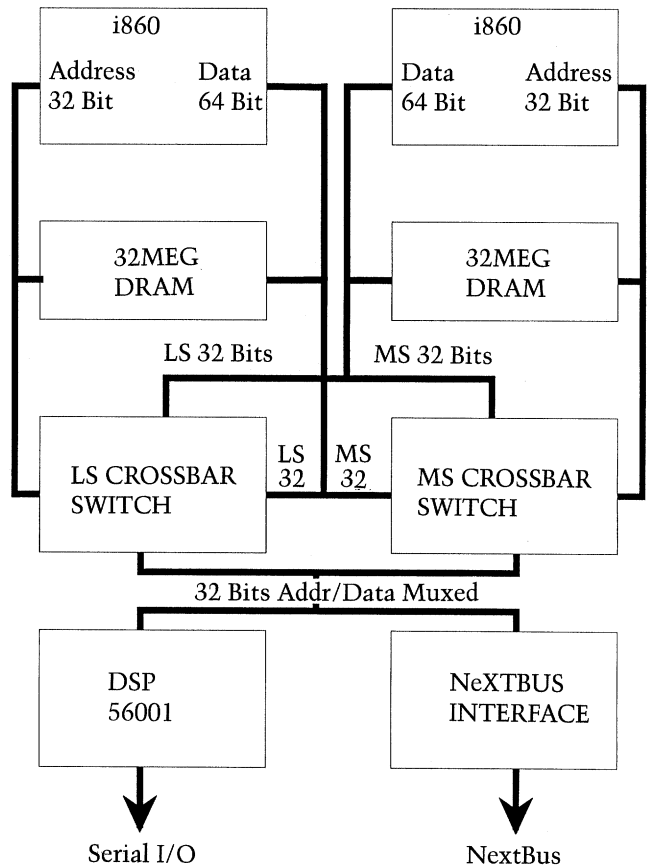 i860
Address
32 Bit
Data
64 Bit
i860
Data
64 Bit
Address
32 Bit
32MEG
DRAM
32MEG
DRAM
LS 32 Bits
MS 32 Bits
LS CROSSBAR
SWITCH
LS
32
MS
32
MS CROSSBAR
SWITCH
32 Bits Addr/Data Muxed
DSP
56001
NeXTBUS
INTERFACE
Serial I/O
NextBus